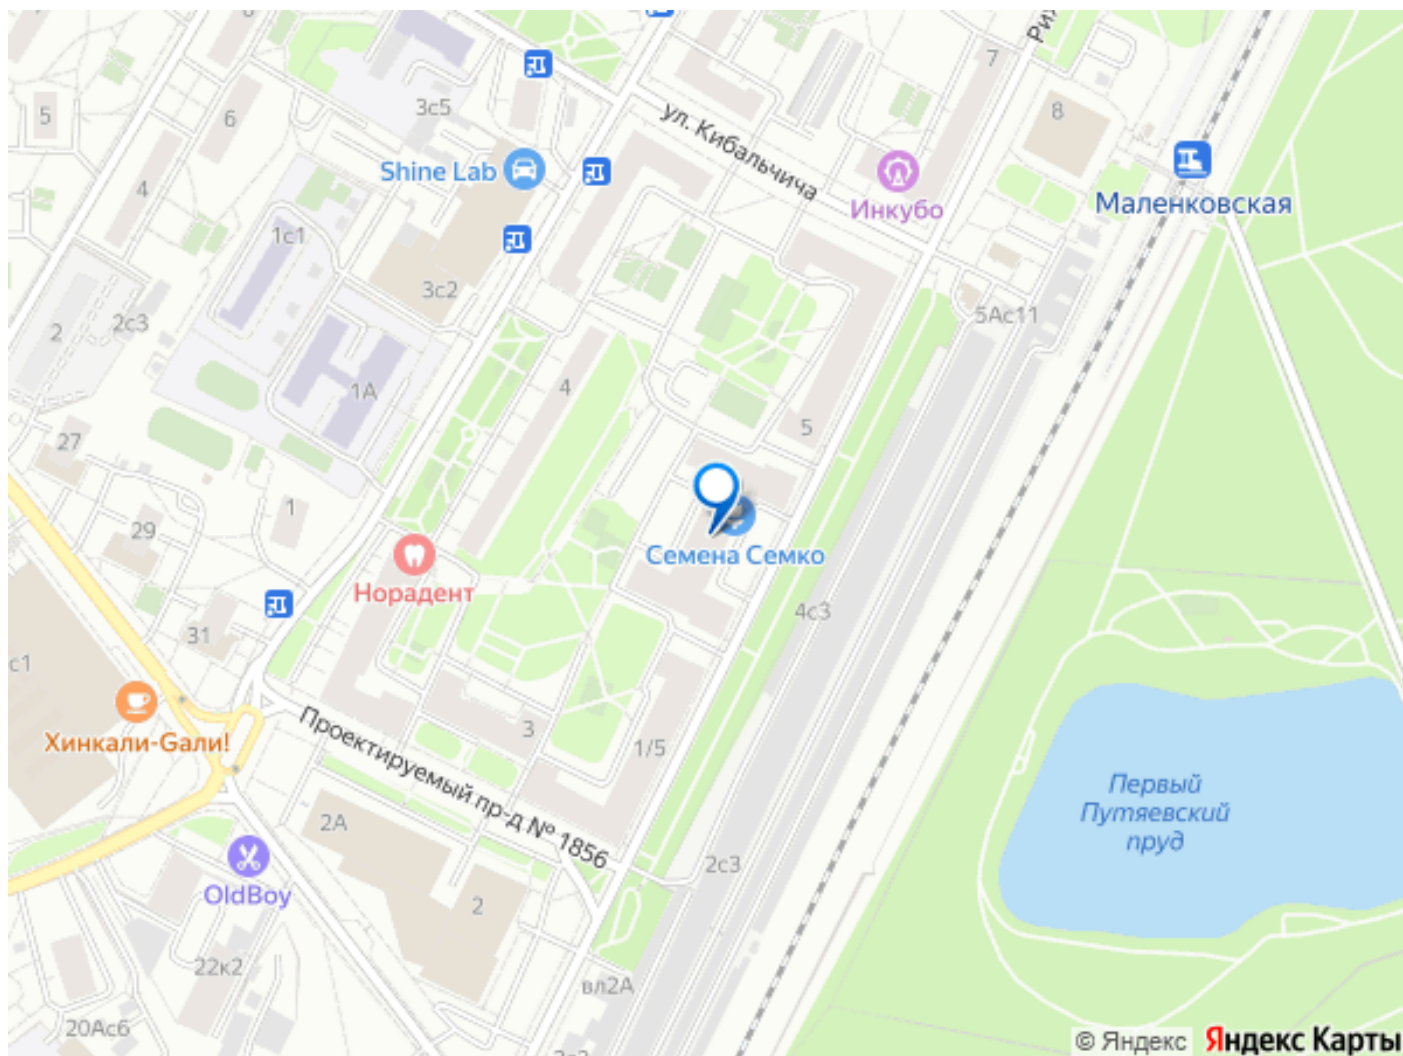 7
Риж
5
6
3с5
ул. Кибальчича
8
Shine Lab
4
Инкубо
Маленковская
1с1
3с2
2
2с3
5Ас11
1А
4
5
27
1
29
Семена Семко
Норадент
4с3
31
с1
Проектируемый пр-д № 1856
3
1/5
Хинкали-Gали!
Первый
Путяевский
пруд
2А
2с3
OldBoy
2
22к2
вл2А
20Ас6
© Яндекс Яндекс Карты